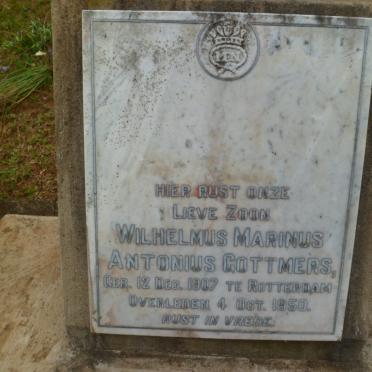 HIER RUST ONZE
LIEVE ZOON
WILHELMUS MARINUS
ANTONIUS GOTTMERS,
GEB. 12 DEC. 1907 TE ROTTERDAM
OVERLEDEN 4 OCT. 1930.
RUST IN VREDE.